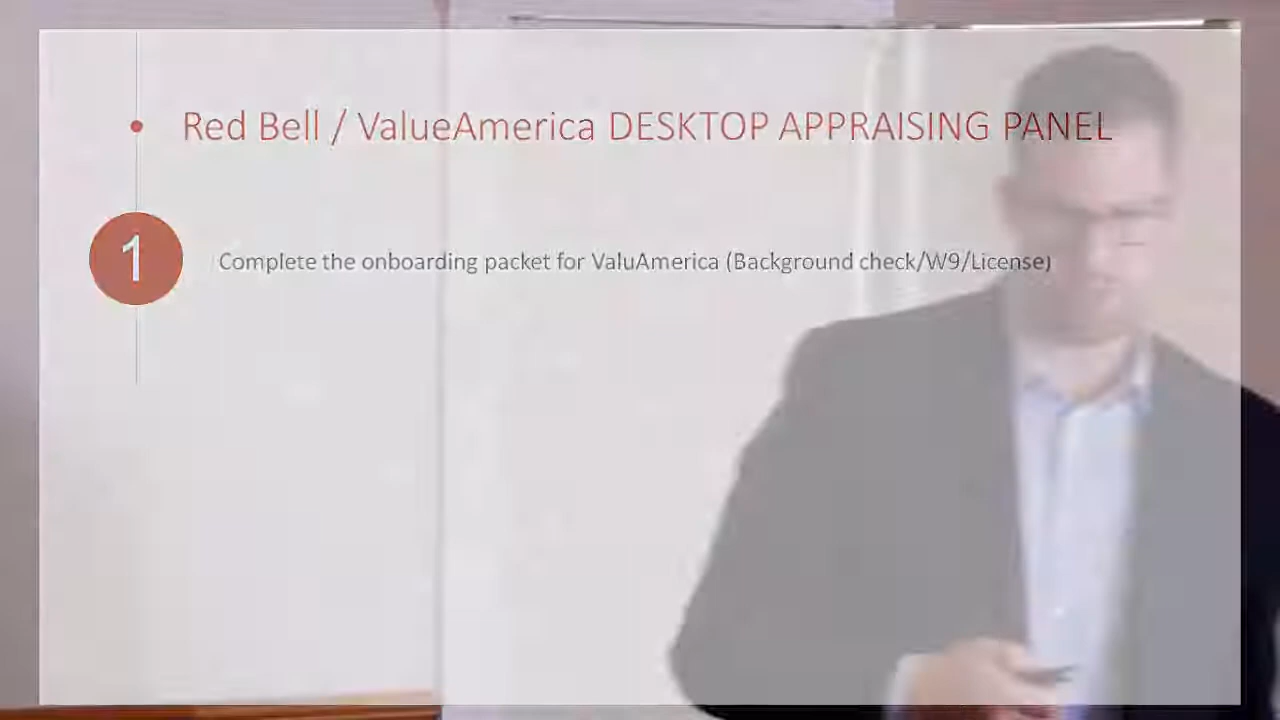 Red Bell / ValueAmerica DESKTOP APPRAISING PANEL
1
Complete the onboarding packet for ValuAmerica (Background check/W9/License)